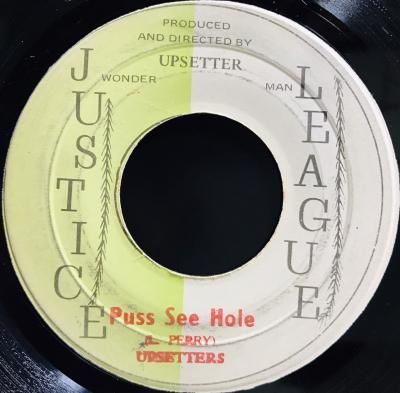 PRODUCED
AND DIRECTED BY
UPSETTER
WONDER MAN
JUSTICE
LEAGUE
Puss See Hole
(L. PERRY)
UPSETTERS